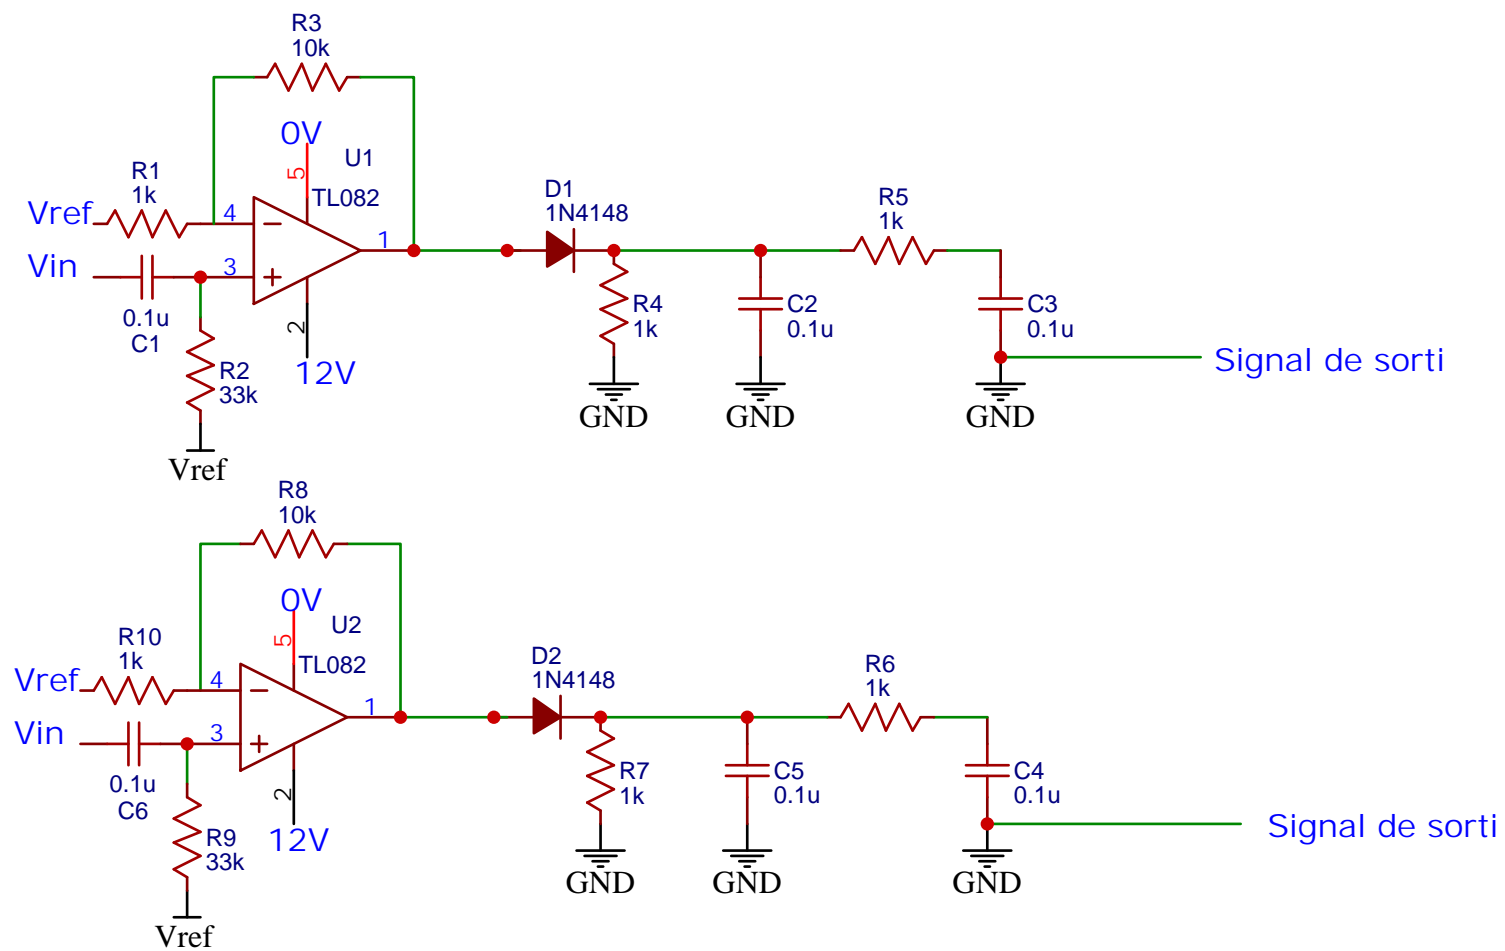 R3
10k
0V
U1
5
TL082
R1
1k
Vref
4
1
Vin
3
0.1u
C1
2
12V
R2
33k
Vref
D1
1N4148
R4
1k
GND
C2
0.1u
GND
R5
1k
C3
0.1u
GND
Signal de sorti
R8
10k
0V
U2
5
TL082
R10
1k
Vref
4
1
Vin
3
0.1u
C6
2
12V
R9
33k
Vref
D2
1N4148
R7
1k
GND
C5
0.1u
GND
R6
1k
C4
0.1u
GND
Signal de sorti